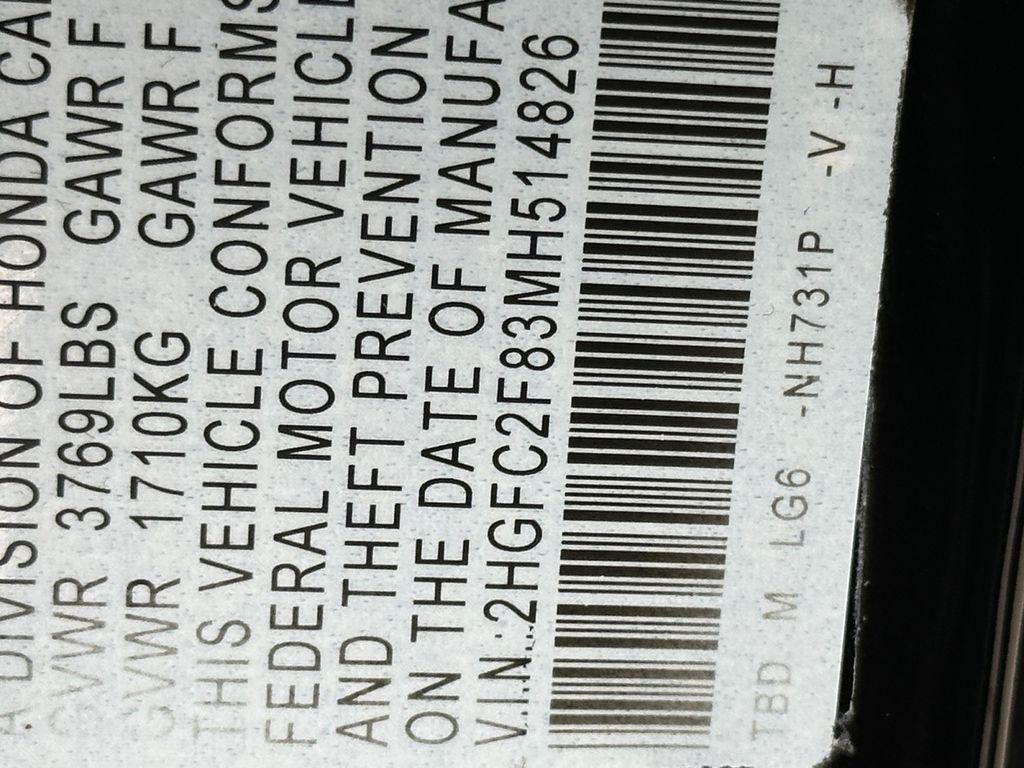 A DIVISION OF HONDA CA
GVWR 3769LBS GAWR F
GVWR 1710KG GAWR F
THIS VEHICLE CONFORMS
FEDERAL MOTOR VEHICLE
AND THEFT PREVENTION
ON THE DATE OF MANUFA
V.I.N.:2HGFC2F83MH514826
TBD M LG6 -NH731P -V -H